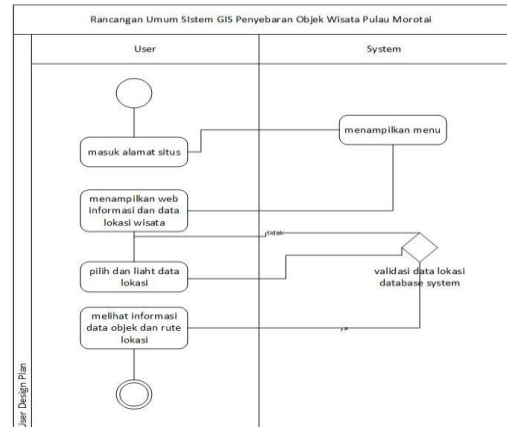 Rancangan Umum SIstem GIS Penyebaran Objek Wisata Pulau Morotai
User
System
masuk alamat situs
menampilkan menu
menampilkan web
informasi dan data
lokasi wisata
tidak
pilih dan liaht data
lokasi
validasi data lokasi
database system
melihat informasi
data objek dan rute
lokasi
ya
User Design Plan